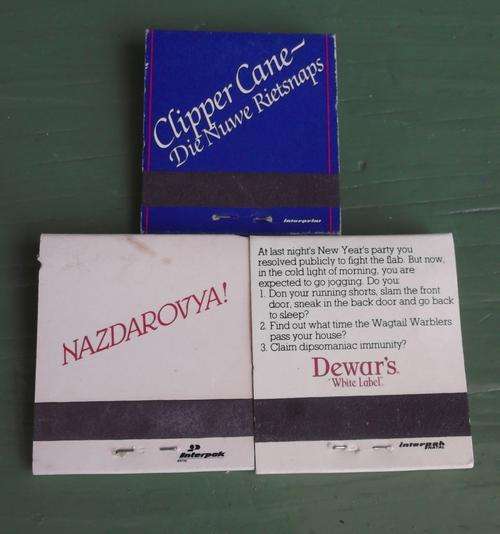 Clipper Cane–
Die Nuwe Rietsnaps
Interprint
NAZDAROVYA!
Interpak
At last night's New Year's party you
resolved publicly to fight the flab. But now,
in the cold light of morning, you are
expected to go jogging. Do you:
1. Don your running shorts, slam the front
door, sneak in the back door and go back
to sleep?
2. Find out what time the Wagtail Warblers
pass your house?
3. Claim dipsomaniac immunity?
Dewar's
"White Label"
interpak